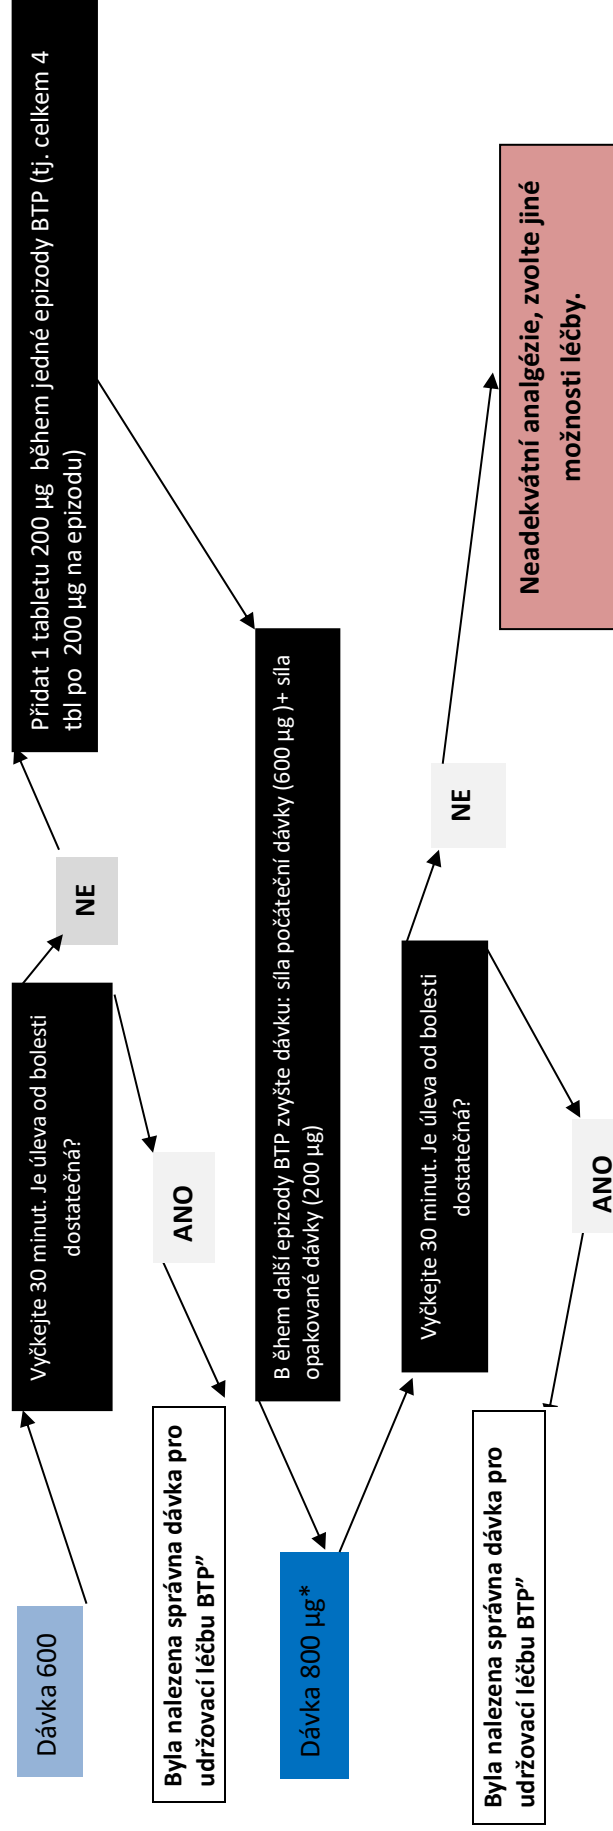 Dávka 600
Vyčkejte 30 minut. Je úleva od bolesti
dostatečná?
NE
Přidat 1 tabletu 200 µg během jedné epizody BTP (tj. celkem 4
tbl po 200 µg na epizodu)
ANO
Byla nalezena správna dávka pro
udržovací léčbu BTP”
B ěhem další epizody BTP zvyšte dávku: síla počáteční dávky (600 µg )+ síla
opakované dávky (200 µg)
Dávka 800 µg*
Vyčkejte 30 minut. Je úleva od bolesti
dostatečná?
NE
Neadekvátní analgézie, zvolte jiné
možnosti léčby.
ANO
Byla nalezena správna dávka pro
udržovací léčbu BTP”